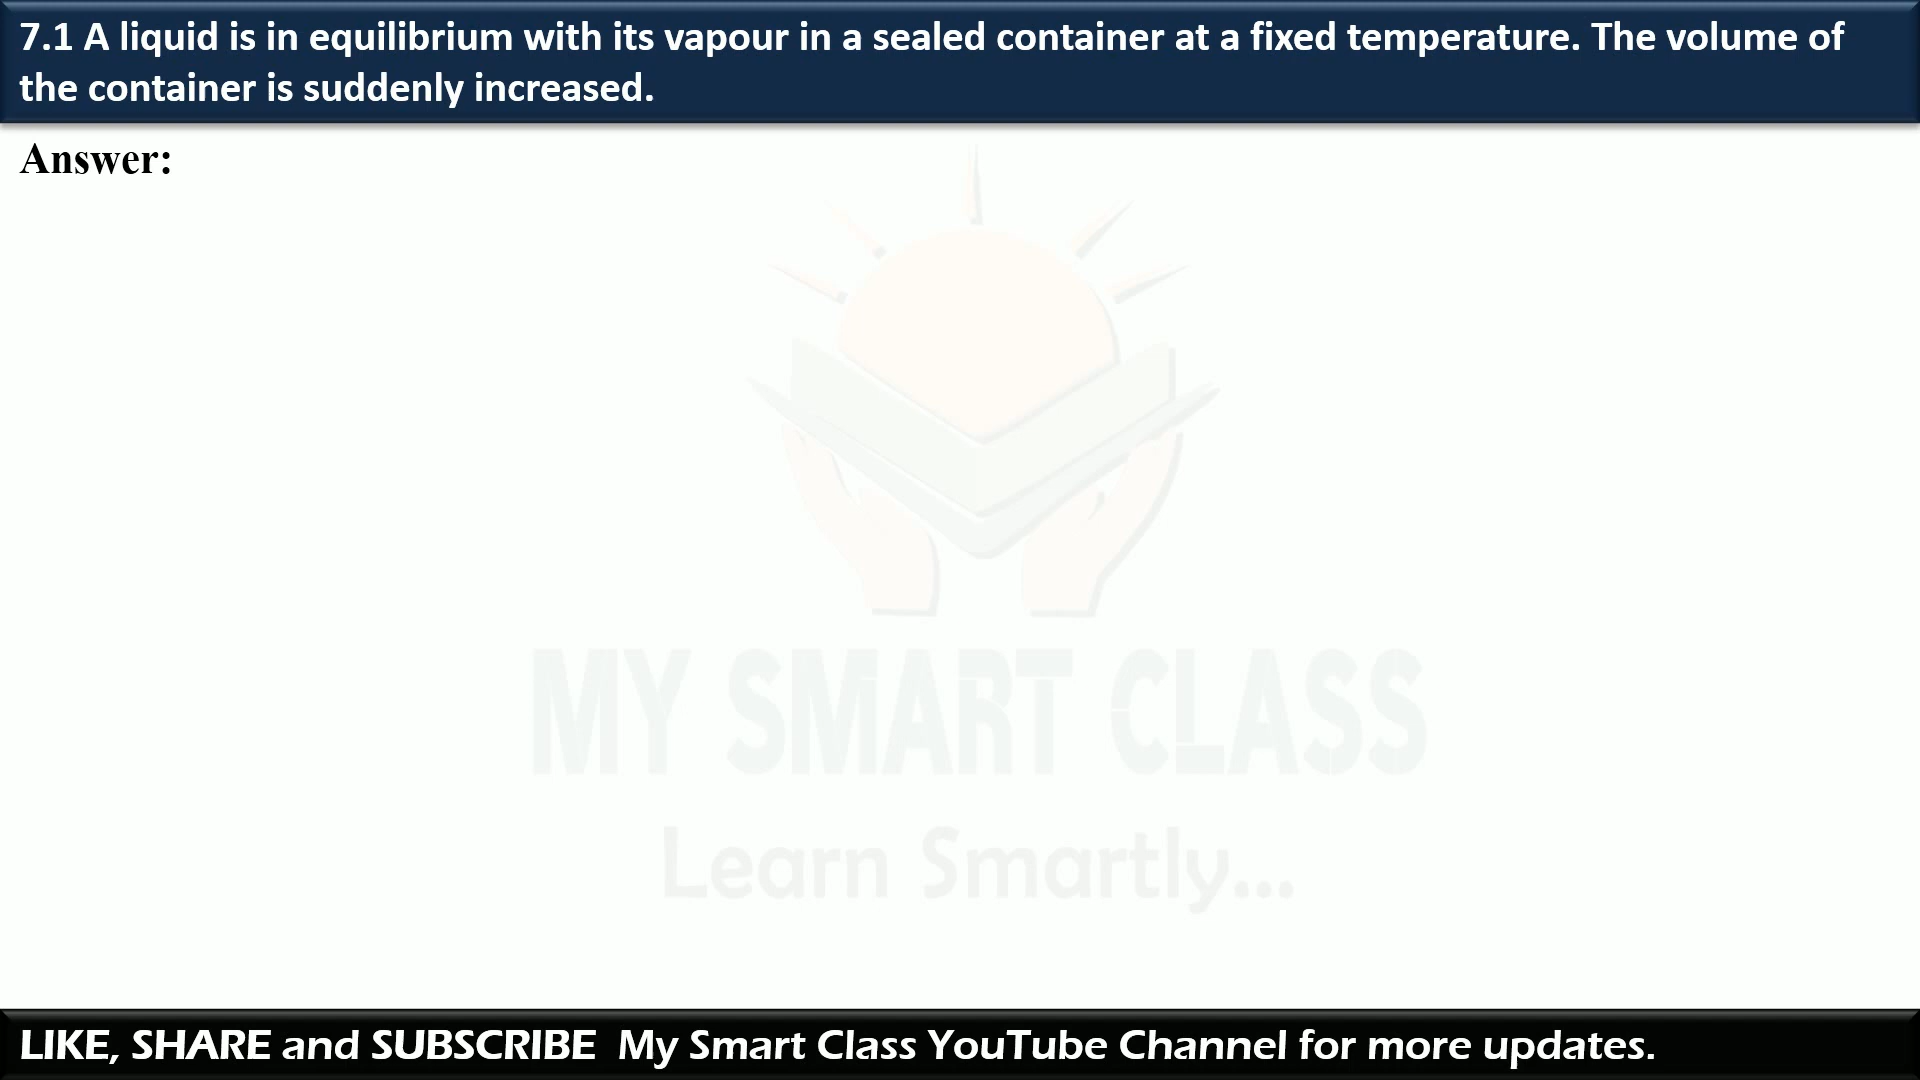 7.1 A liquid is in equilibrium with its vapour in a sealed container at a fixed temperature. The volume of
the container is suddenly increased.
Answer:
MY SMART CLASS
Learn Smartly...
LIKE, SHARE and SUBSCRIBE My Smart Class YouTube Channel for more updates.